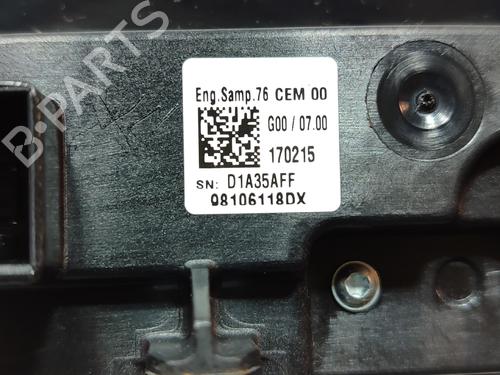 Eng.Samp.76 CEM 00
G00 / 07.00
170215
SN: D1A35AFF
98106118DX
B-PARTS